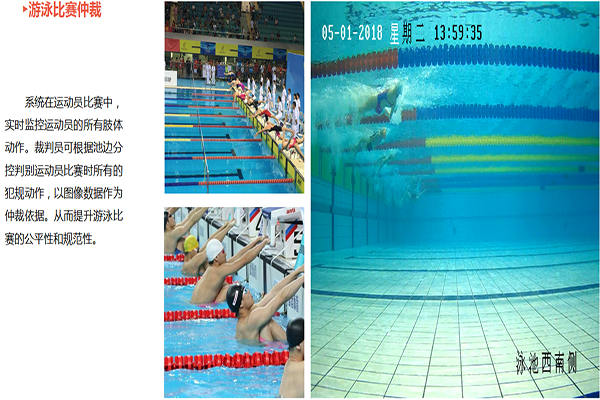 游泳比赛仲裁
系统在运动员比赛中，
实时监控运动员的所有肢体
动作。裁判员可根据池边分
控判别运动员比赛时所有的
犯规动作，以图像数据作为
仲裁依据。从而提升游泳比
赛的公平性和规范性。
05-01-2018 星期二 13:59:35
泳池西南侧